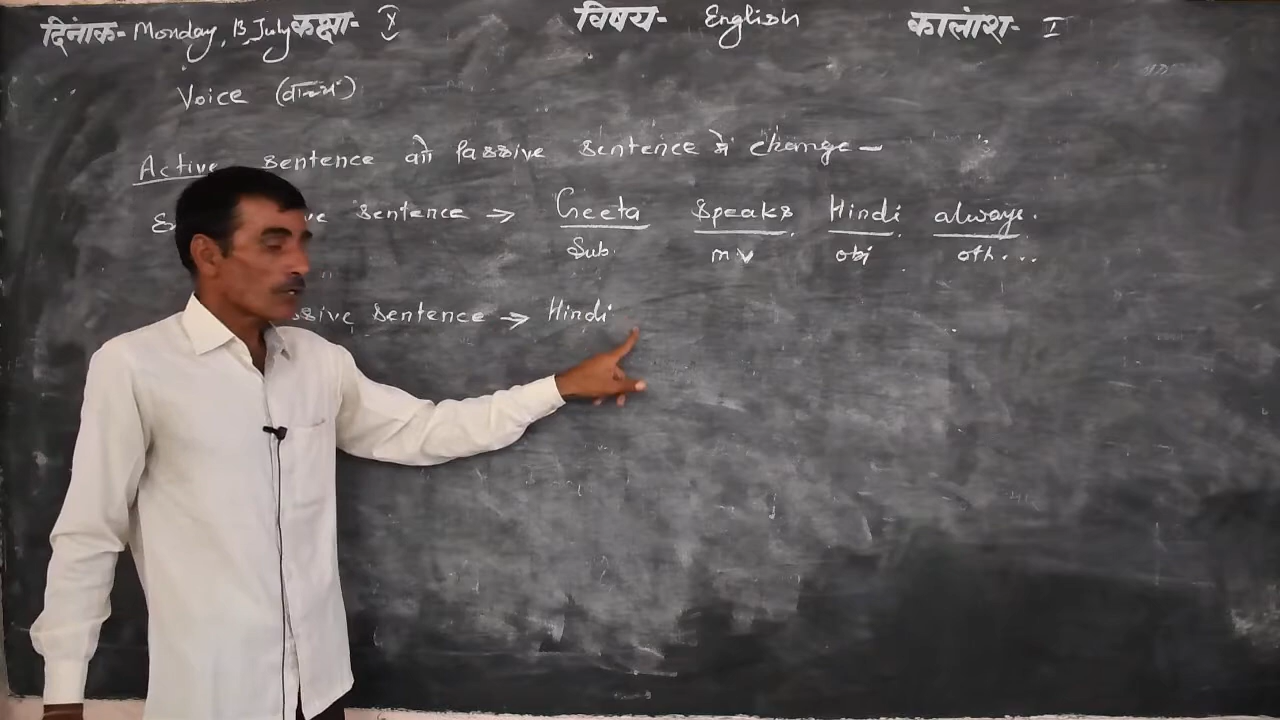 दिनांक- Monday, 13, July कक्षा- X विषय- English कालांश- I
Voice (वाच्य)
Active sentence को Passive sentence में change —
sentence → Geeta speaks Hindi always.
Sub. m v obj oth...
sentence → Hindi